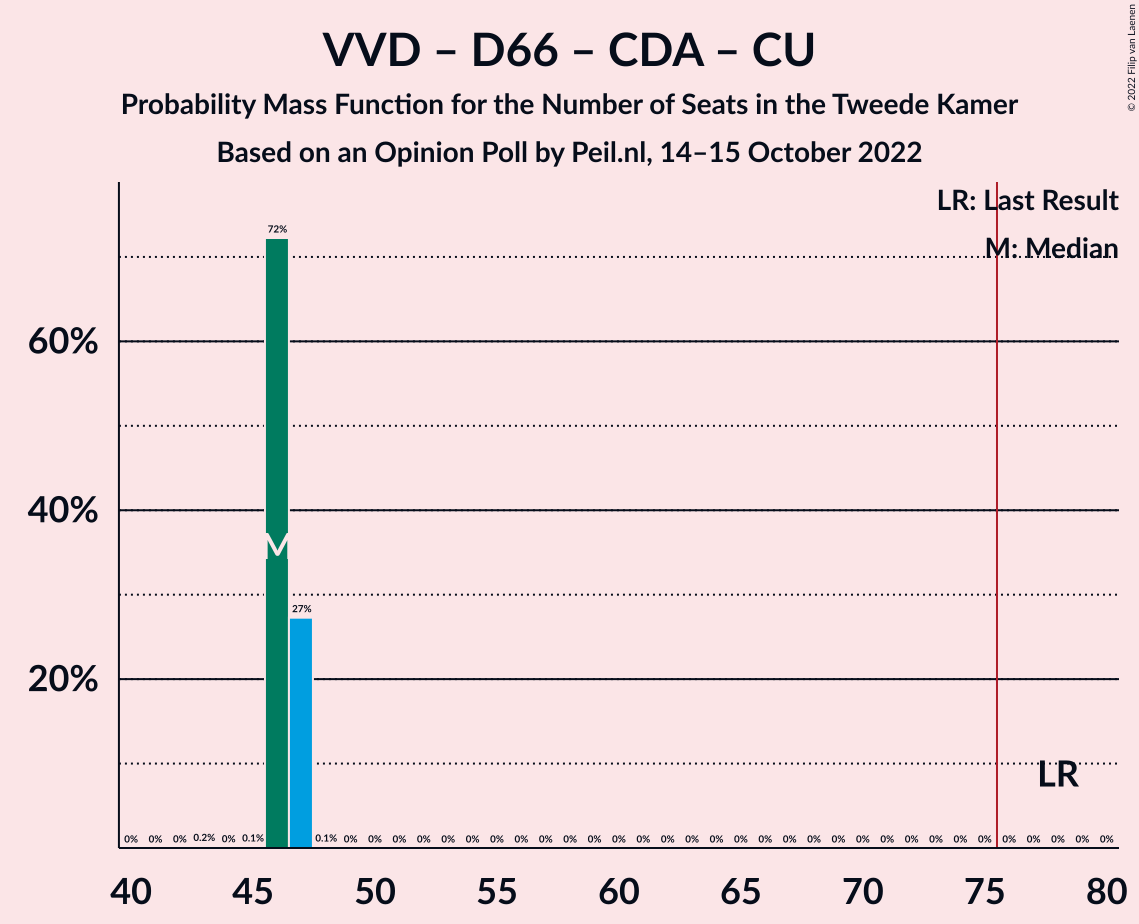 VVD – D66 – CDA – CU
Probability Mass Function for the Number of Seats in the Tweede Kamer
Based on an Opinion Poll by Peil.nl, 14–15 October 2022
© 2022 Filip van Laenen
LR: Last Result
M: Median
72%
60%
40%
M
27%
20%
LR
0% 0% 0% 0.2% 0% 0.1% 0.1% 0% 0% 0% 0% 0% 0% 0% 0% 0% 0% 0% 0% 0% 0% 0% 0% 0% 0% 0% 0% 0% 0% 0% 0% 0% 0% 0% 0% 0% 0% 0% 0%
40 45 50 55 60 65 70 75 80